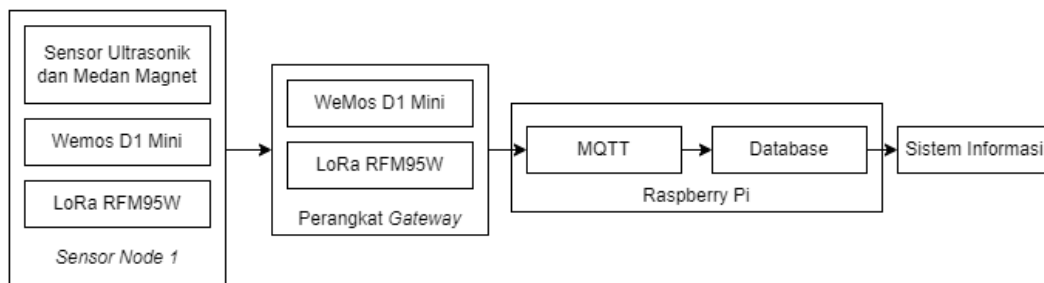 Sensor Ultrasonik
dan Medan Magnet
Wemos D1 Mini
LoRa RFM95W
Sensor Node 1
WeMos D1 Mini
LoRa RFM95W
Perangkat Gateway
MQTT
Database
Raspberry Pi
Sistem Informasi